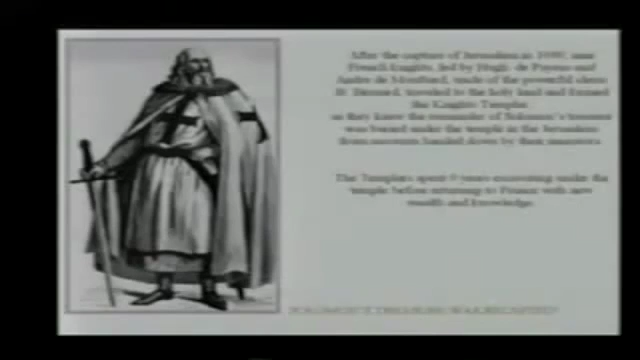 After the capture of Jerusalem in 1099, nine
French knights, led by Hugh de Payens and
Andre de Montbard, uncle of the powerful cleric
St. Bernard, traveled to the holy land and formed
the Knights Templar.
as they knew the remainder of Solomon's treasure
was buried under the temple in the Jerusalem
from secrets handed down by their ancestors.
The Templars spent 9 years excavating under the
temple before returning to France with new
wealth and knowledge.
SOLOMON'S TREASURE WAS